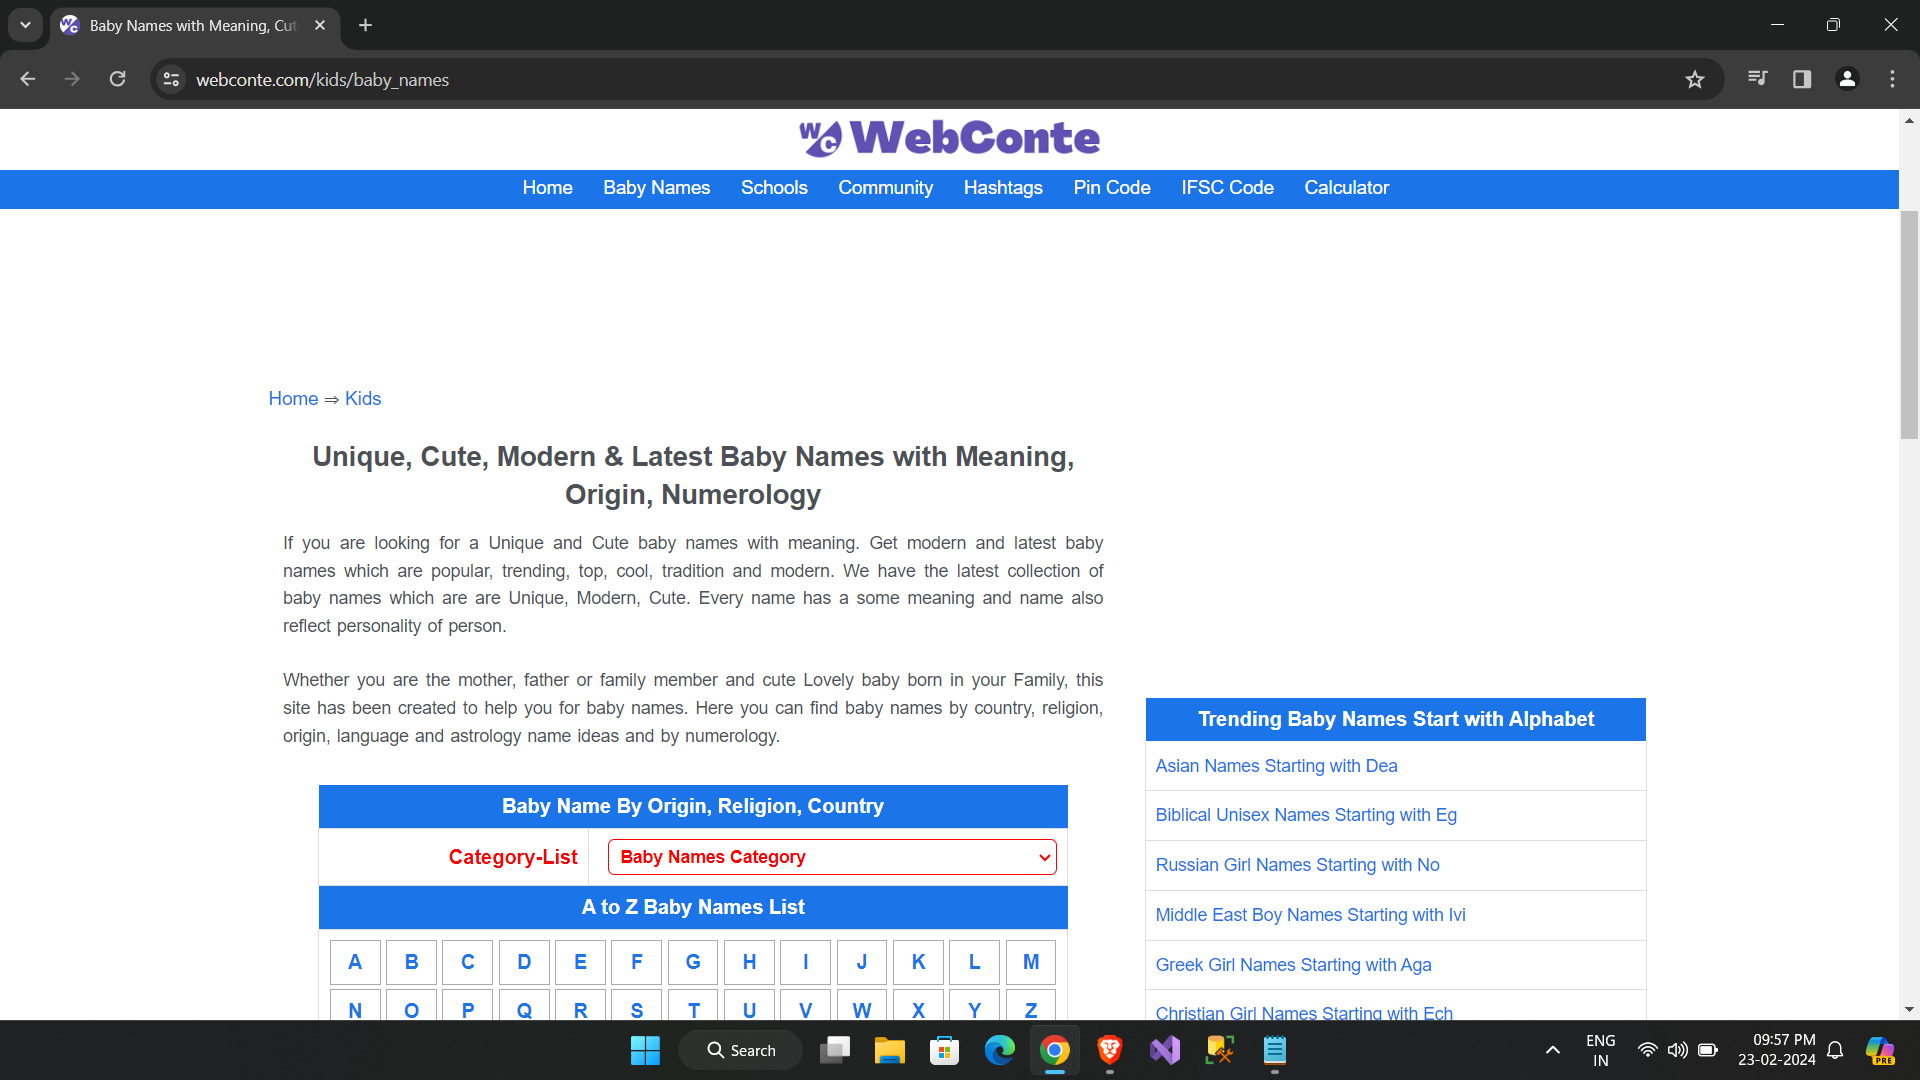 Baby Names with Meaning, Cut
webconte.com/kids/baby_names
WC WebConte
Home Baby Names Schools Community Hashtags Pin Code IFSC Code Calculator
Home ⇒ Kids
Unique, Cute, Modern & Latest Baby Names with Meaning,
Origin, Numerology
If you are looking for a Unique and Cute baby names with meaning. Get modern and latest baby
names which are popular, trending, top, cool, tradition and modern. We have the latest collection of
baby names which are are Unique, Modern, Cute. Every name has a some meaning and name also
reflect personality of person.
Whether you are the mother, father or family member and cute Lovely baby born in your Family, this
site has been created to help you for baby names. Here you can find baby names by country, religion,
origin, language and astrology name ideas and by numerology.
Baby Name By Origin, Religion, Country
Category-List Baby Names Category
A to Z Baby Names List
A B C D E F G H I J K L M
N O P Q R S T U V W X Y Z
Trending Baby Names Start with Alphabet
Asian Names Starting with Dea
Biblical Unisex Names Starting with Eg
Russian Girl Names Starting with No
Middle East Boy Names Starting with Ivi
Greek Girl Names Starting with Aga
Christian Girl Names Starting with Ech
Search
ENG
IN
09:57 PM
23-02-2024
PRE